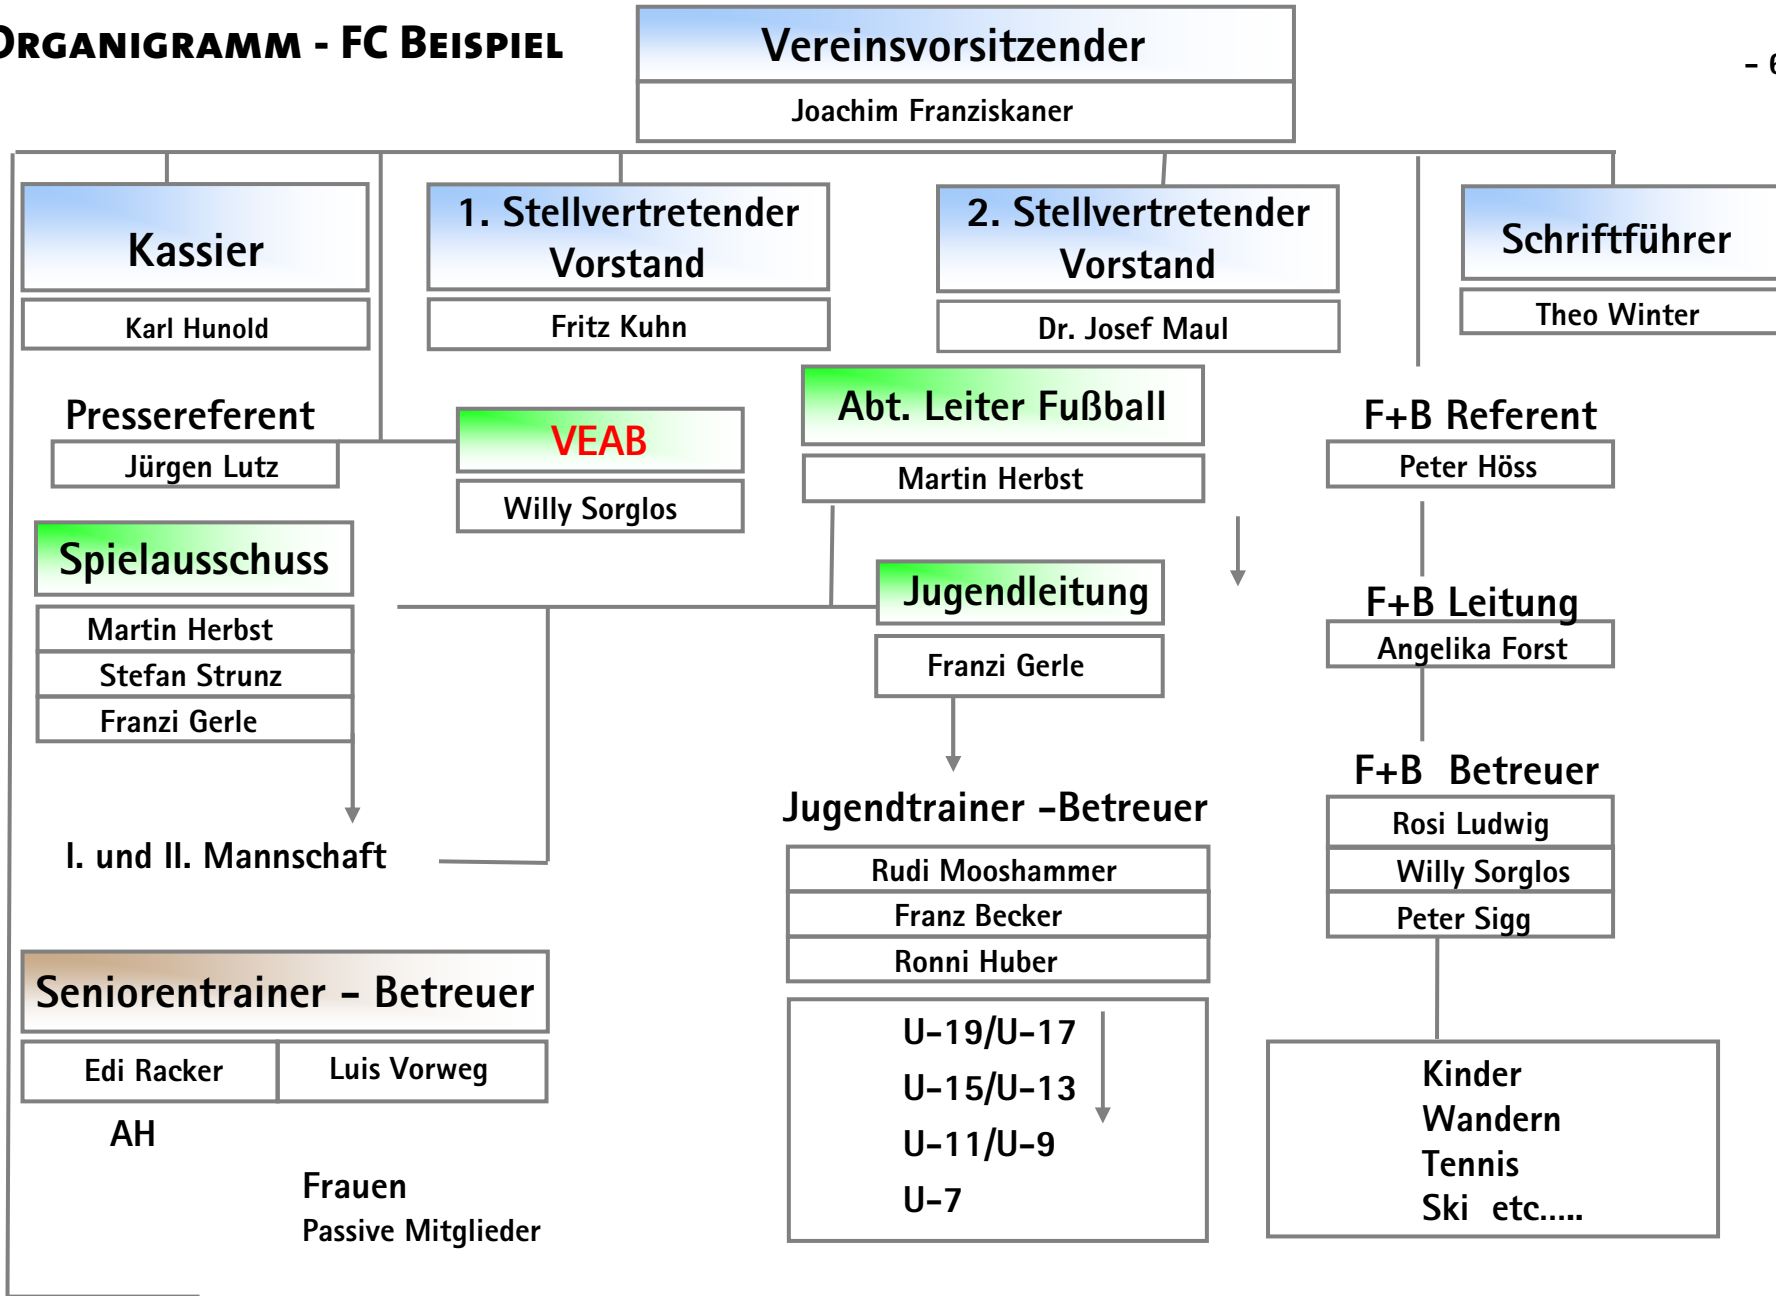 ORGANIGRAMM - FC BEISPIEL
Vereinsvorsitzender
- 6
Joachim Franziskaner
Kassier
Karl Hunold
1. Stellvertretender
Vorstand
Fritz Kuhn
2. Stellvertretender
Vorstand
Dr. Josef Maul
Schriftführer
Theo Winter
Pressereferent
Jürgen Lutz
VEAB
Willy Sorglos
Abt. Leiter Fußball
Martin Herbst
F+B Referent
Peter Höss
Spielausschuss
Martin Herbst
Stefan Strunz
Franzi Gerle
Jugendleitung
Franzi Gerle
F+B Leitung
Angelika Forst
I. und II. Mannschaft
Jugendtrainer -Betreuer
Rudi Mooshammer
Franz Becker
Ronni Huber
F+B Betreuer
Rosi Ludwig
Willy Sorglos
Peter Sigg
Seniorentrainer - Betreuer
Edi Racker
Luis Vorweg
AH
Frauen
Passive Mitglieder
U-19/U-17
U-15/U-13
U-11/U-9
U-7
Kinder
Wandern
Tennis
Ski etc.....